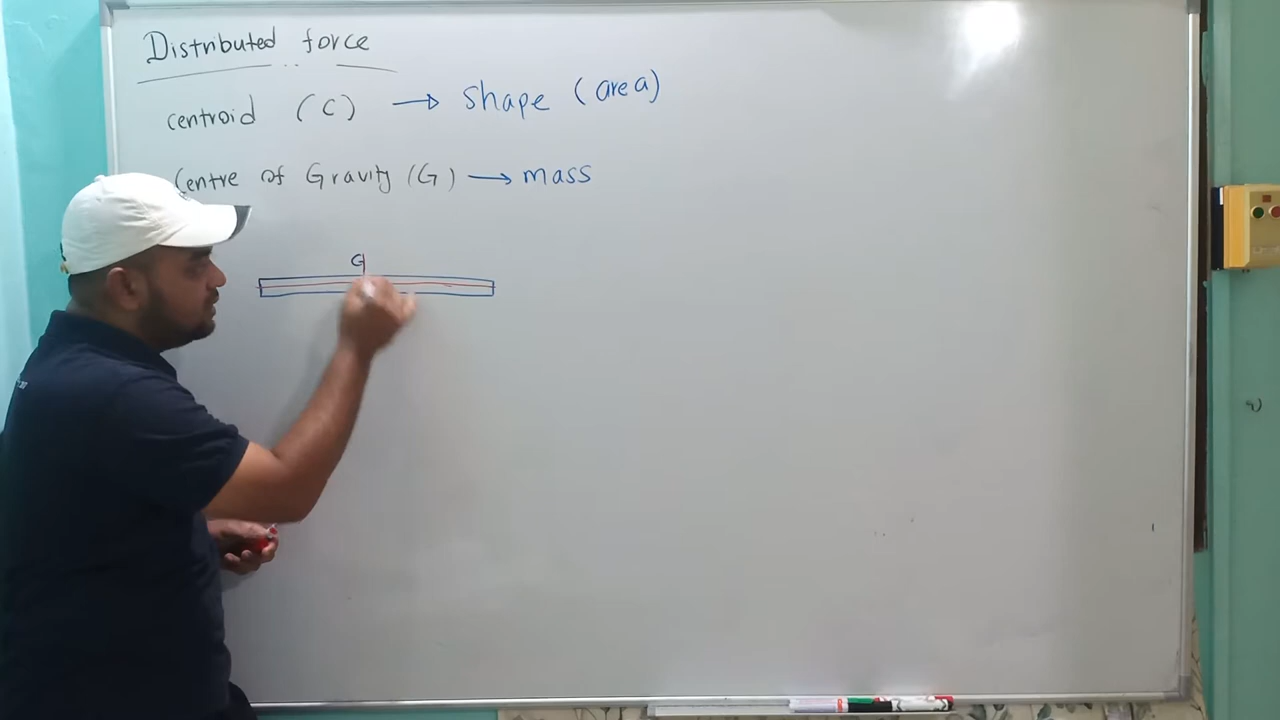 Distributed force
centroid (C) → shape (area)
Centre of Gravity (G) → mass
G